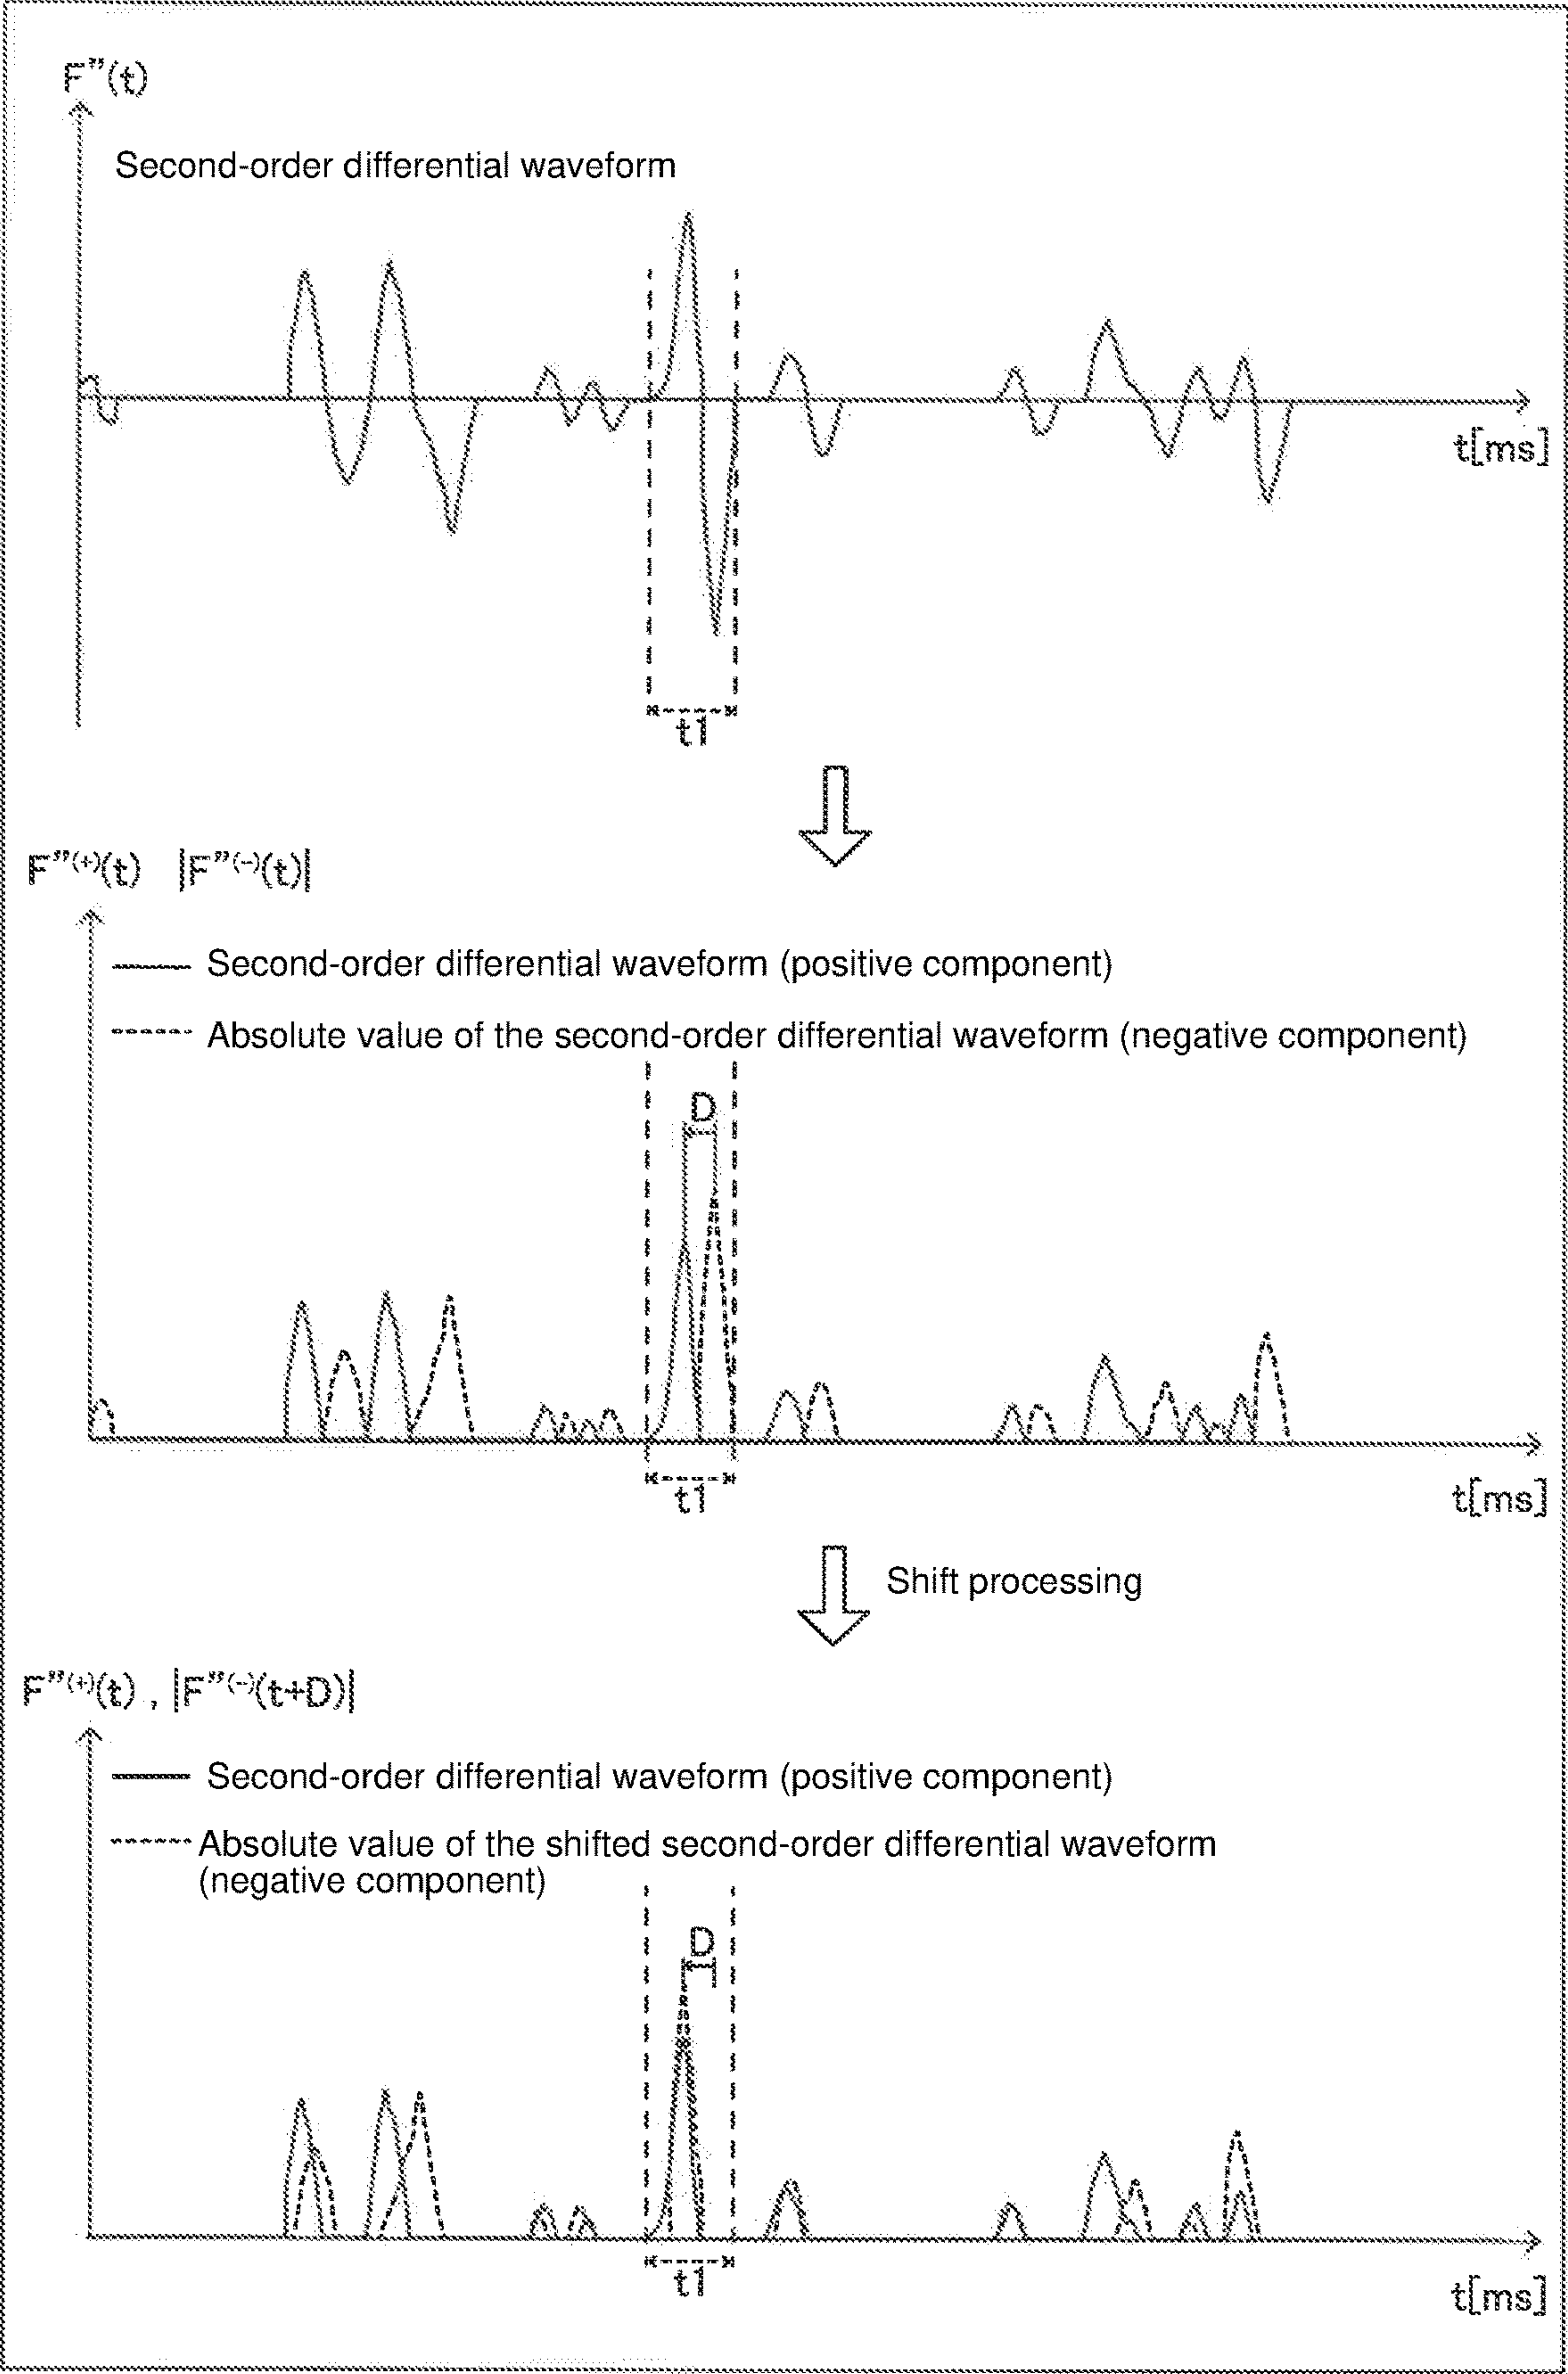 F”(t)
Second-order differential waveform
t[ms]
t1
F”(+)(t) |F”(−)(t)|
Second-order differential waveform (positive component)
Absolute value of the second-order differential waveform (negative component)
D
t1
t[ms]
Shift processing
F”(+)(t) , |F”(−)(t+D)|
Second-order differential waveform (positive component)
Absolute value of the shifted second-order differential waveform
(negative component)
D
t1
t[ms]